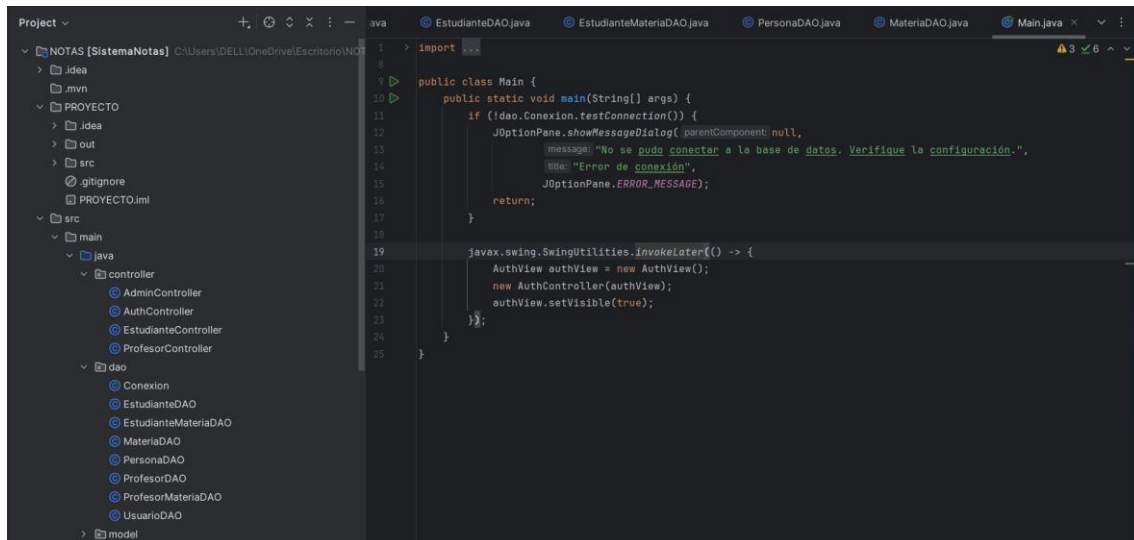 Project
NOTAS [SistemaNotas] C:\Users\DELL\OneDrive\Escritorio\NOT
.idea
.mvn
PROYECTO
.idea
out
src
.gitignore
PROYECTO.iml
src
main
java
controller
AdminController
AuthController
EstudianteController
ProfesorController
dao
Conexion
EstudianteDAO
EstudianteMateriaDAO
MateriaDAO
PersonaDAO
ProfesorDAO
ProfesorMateriaDAO
UsuarioDAO
model
ava EstudianteDAO.java EstudianteMateriaDAO.java PersonaDAO.java MateriaDAO.java Main.java
3 6
1 import ...
8
9 public class Main {
10 public static void main(String[] args) {
11 if (!dao.Conexion.testConnection()) {
12 JOptionPane.showMessageDialog( parentComponent: null,
13 message: "No se pudo conectar a la base de datos. Verifique la configuración.",
14 title: "Error de conexión",
15 JOptionPane.ERROR_MESSAGE);
16 return;
17 }
18
19 javax.swing.SwingUtilities.invokeLater(() -> {
20 AuthView authView = new AuthView();
21 new AuthController(authView);
22 authView.setVisible(true);
23 });
24 }
25 }